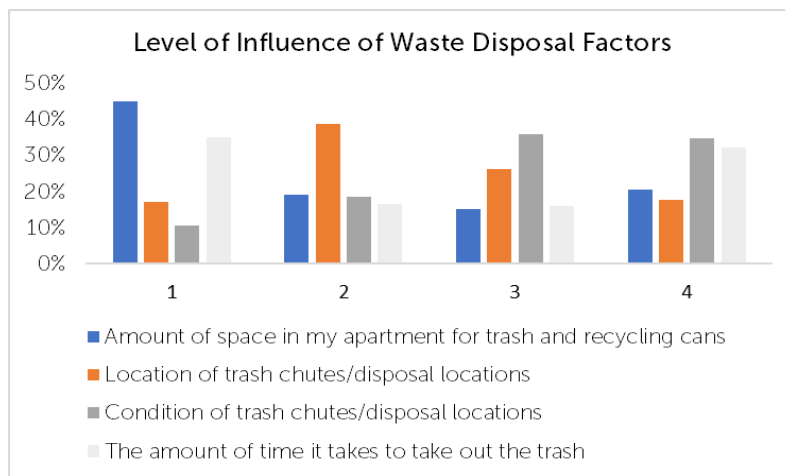 Level of Influence of Waste Disposal Factors
50%
40%
30%
20%
10%
0%
1 2 3 4
Amount of space in my apartment for trash and recycling cans
Location of trash chutes/disposal locations
Condition of trash chutes/disposal locations
The amount of time it takes to take out the trash